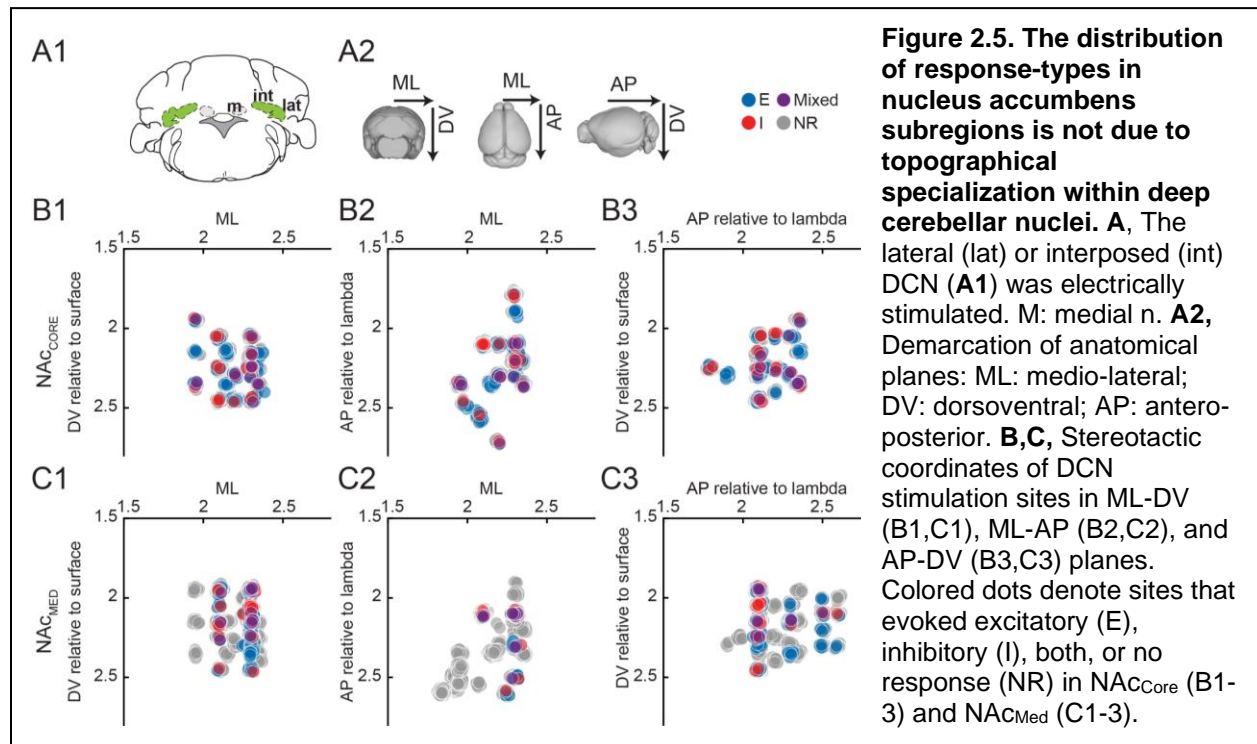 A1
int
m
lat
A2
ML
DV
ML
AP
AP
DV
E
Mixed
I
NR
B1
ML
1.5
2
2.5
1.5
2
2.5
DV relative to surface
NAcCORE
B2
ML
1.5
2
2.5
1.5
2
2.5
AP relative to lambda
B3
AP relative to lambda
1.5
2
2.5
1.5
2
2.5
DV relative to surface
C1
ML
1.5
2
2.5
1.5
2
2.5
DV relative to surface
NAcMED
C2
ML
1.5
2
2.5
1.5
2
2.5
AP relative to lambda
C3
AP relative to lambda
1.5
2
2.5
1.5
2
2.5
DV relative to surface
Figure 2.5. The distribution
of response-types in
nucleus accumbens
subregions is not due to
topographical
specialization within deep
cerebellar nuclei. A, The
lateral (lat) or interposed (int)
DCN (A1) was electrically
stimulated. M: medial n. A2,
Demarcation of anatomical
planes: ML: medio-lateral;
DV: dorsoventral; AP: antero-
posterior. B,C, Stereotactic
coordinates of DCN
stimulation sites in ML-DV
(B1,C1), ML-AP (B2,C2), and
AP-DV (B3,C3) planes.
Colored dots denote sites that
evoked excitatory (E),
inhibitory (I), both, or no
response (NR) in NAcCore (B1-
3) and NAcMed (C1-3).